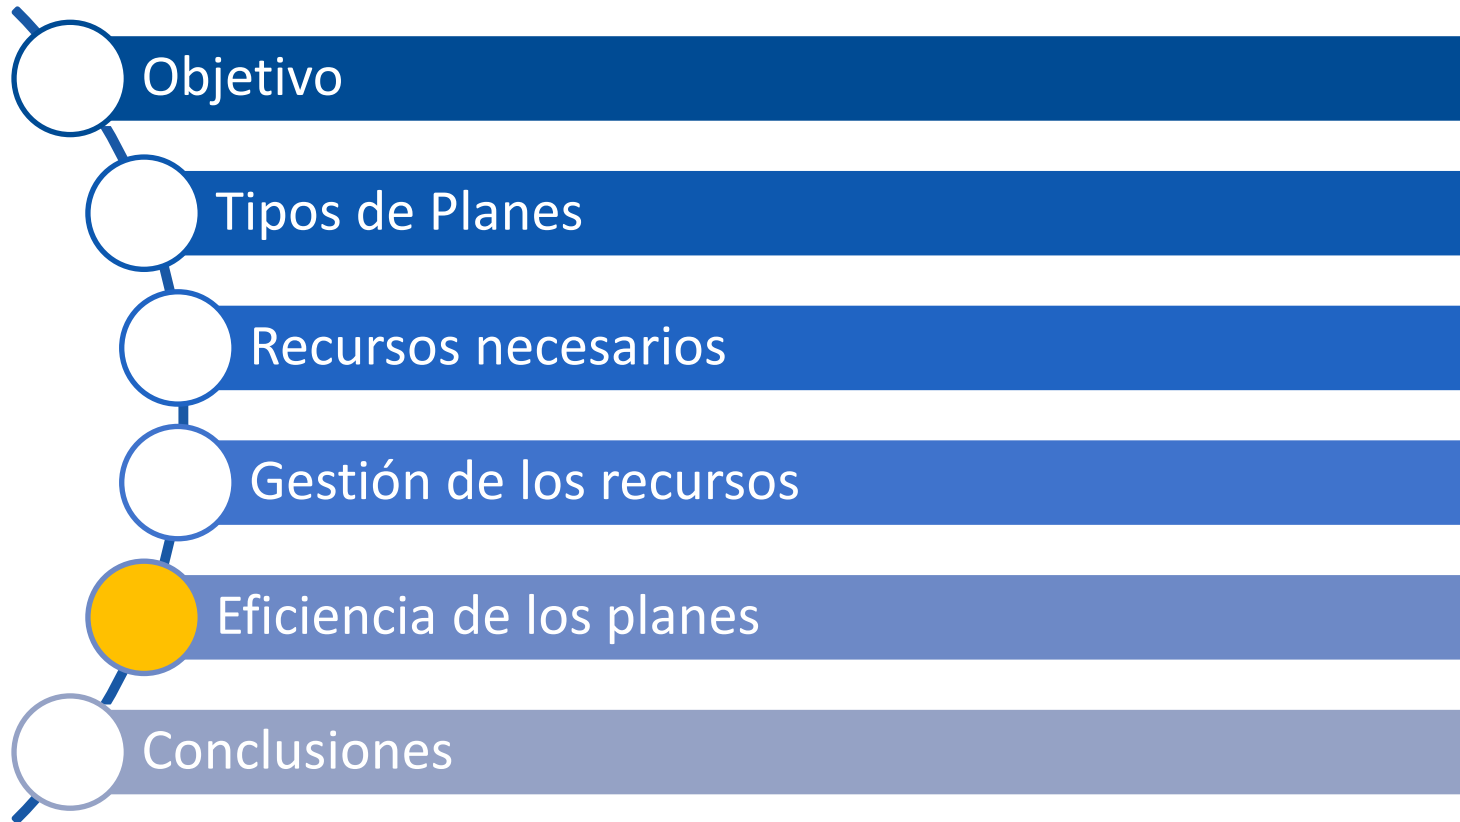 Objetivo
Tipos de Planes
Recursos necesarios
Gestión de los recursos
Eficiencia de los planes
Conclusiones